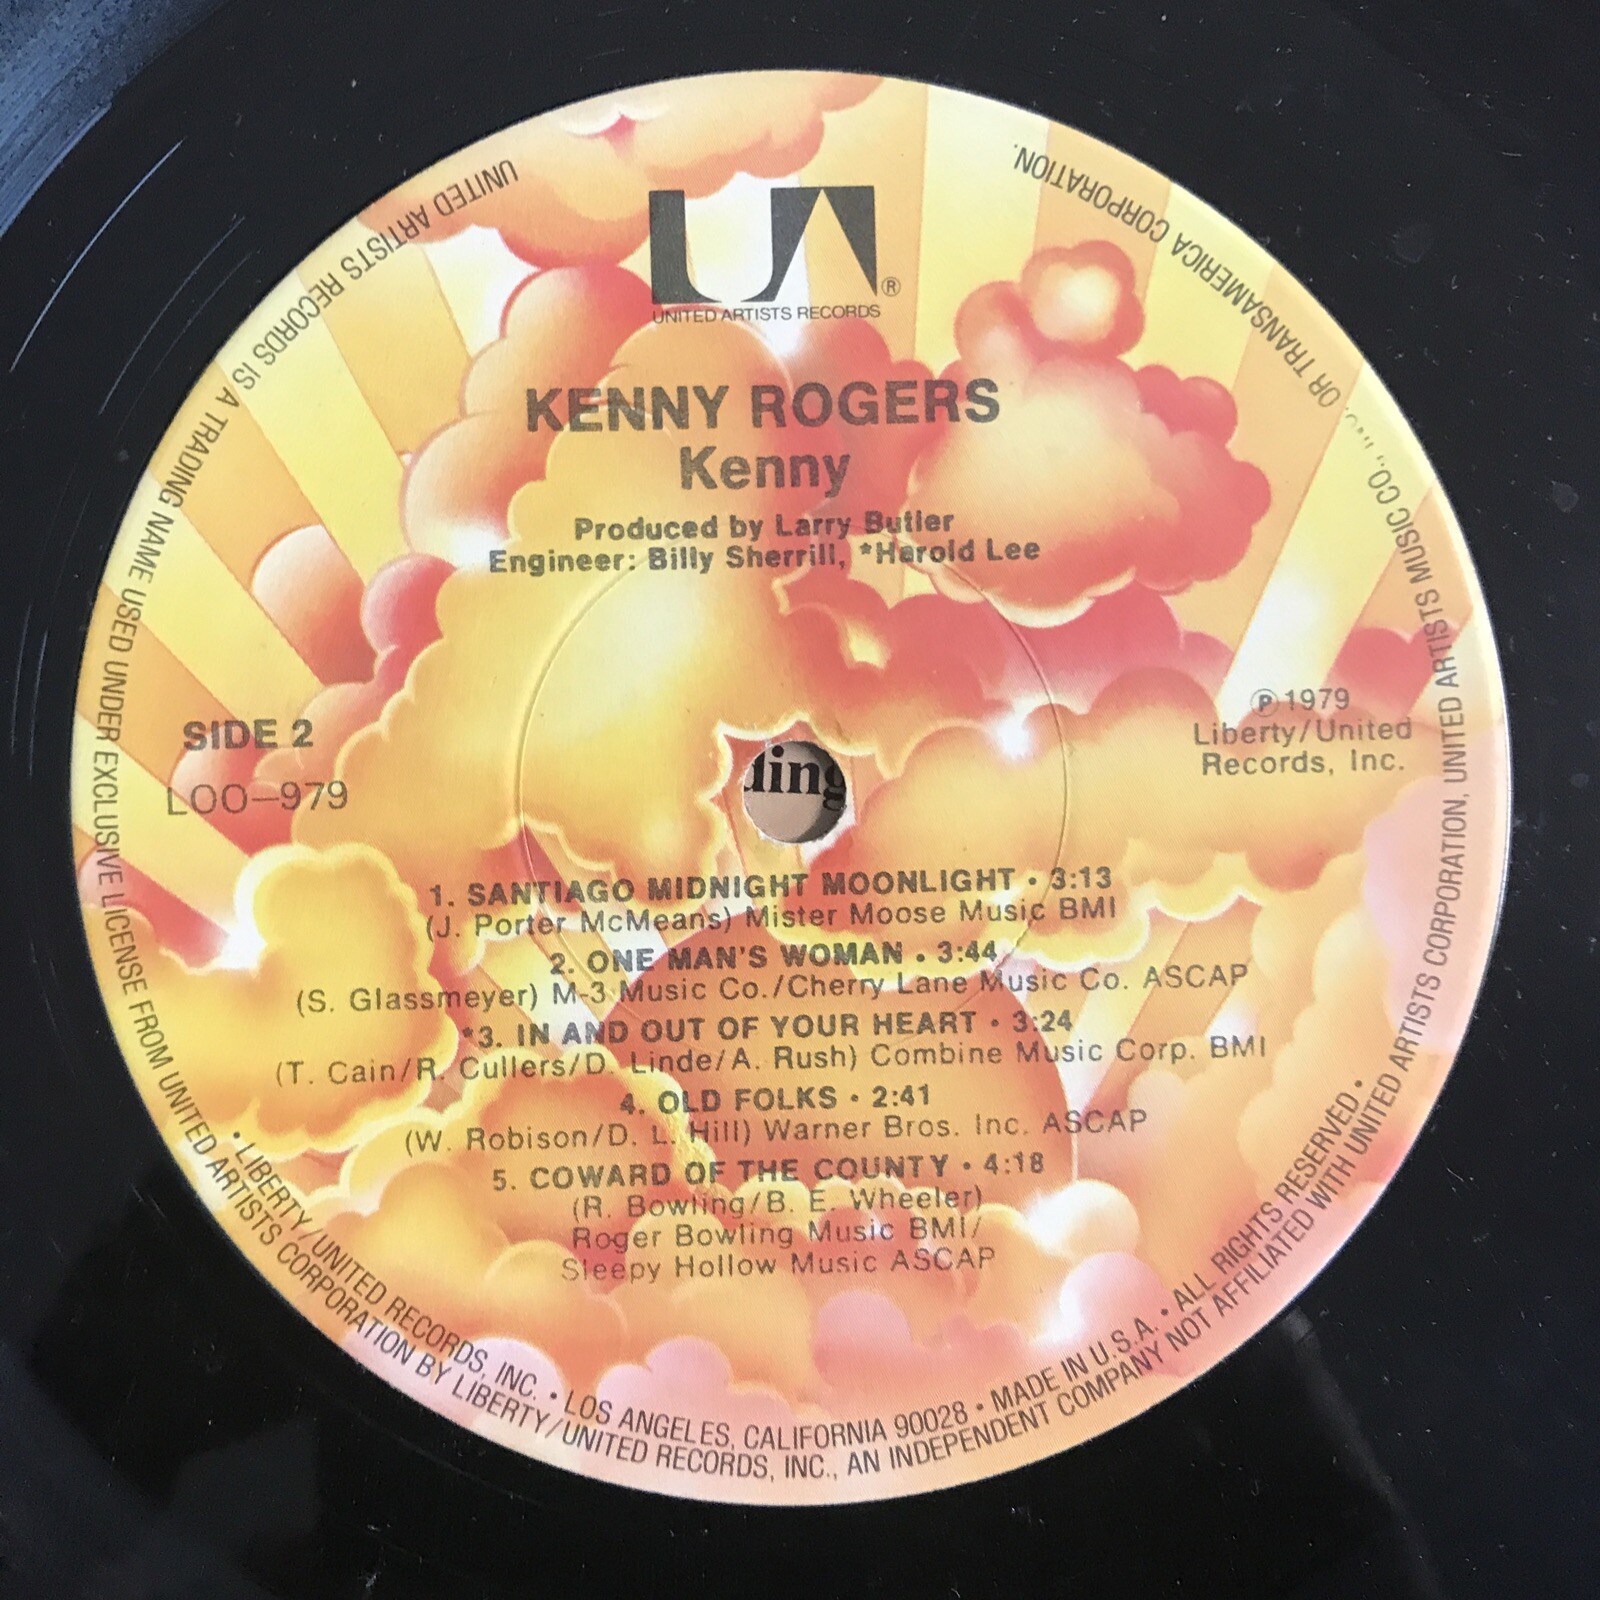 UA®
UNITED ARTISTS RECORDS
KENNY ROGERS
Kenny
Produced by Larry Butler
Engineer: Billy Sherrill, *Harold Lee
SIDE 2
LOO—979
ding
℗1979
Liberty/United
Records, Inc.
1. SANTIAGO MIDNIGHT MOONLIGHT • 3:13
(J. Porter McMeans) Mister Moose Music BMI
2. ONE MAN'S WOMAN • 3:44
(S. Glassmeyer) M-3 Music Co./Cherry Lane Music Co. ASCAP
*3. IN AND OUT OF YOUR HEART • 3:24
(T. Cain/R. Cullers/D. Linde/A. Rush) Combine Music Corp. BMI
4. OLD FOLKS • 2:41
(W. Robison/D. L. Hill) Warner Bros. Inc. ASCAP
5. COWARD OF THE COUNTY • 4:18
(R. Bowling/B. E. Wheeler)
Roger Bowling Music BMI/
Sleepy Hollow Music ASCAP
• LIBERTY/UNITED RECORDS, INC. • LOS ANGELES, CALIFORNIA 90028 • MADE IN U.S.A. • ALL RIGHTS RESERVED •
UNITED ARTISTS RECORDS IS A TRADING NAME USED UNDER EXCLUSIVE LICENSE FROM UNITED ARTISTS CORPORATION BY LIBERTY/UNITED RECORDS, INC., AN INDEPENDENT COMPANY NOT AFFILIATED WITH UNITED ARTISTS CORPORATION, UNITED ARTISTS MUSIC CO., INC. OR TRANSAMERICA CORPORATION.